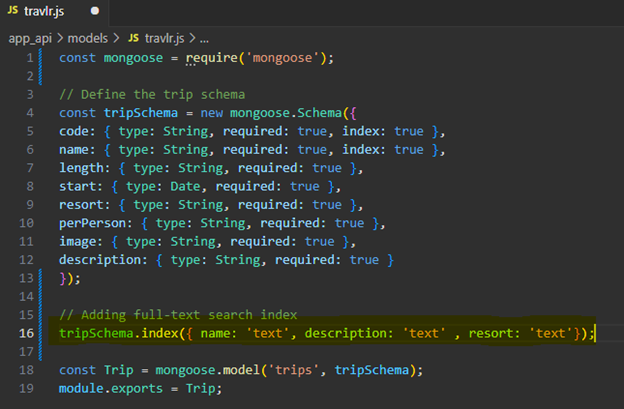 JS travlr.js ●
app_api > models > JS travlr.js > ...
1 const mongoose = require('mongoose');
2
3 // Define the trip schema
4 const tripSchema = new mongoose.Schema({
5 code: { type: String, required: true, index: true },
6 name: { type: String, required: true, index: true },
7 length: { type: String, required: true },
8 start: { type: Date, required: true },
9 resort: { type: String, required: true },
10 perPerson: { type: String, required: true },
11 image: { type: String, required: true },
12 description: { type: String, required: true }
13 });
14
15 // Adding full-text search index
16 tripSchema.index({ name: 'text', description: 'text' , resort: 'text'});
17
18 const Trip = mongoose.model('trips', tripSchema);
19 module.exports = Trip;